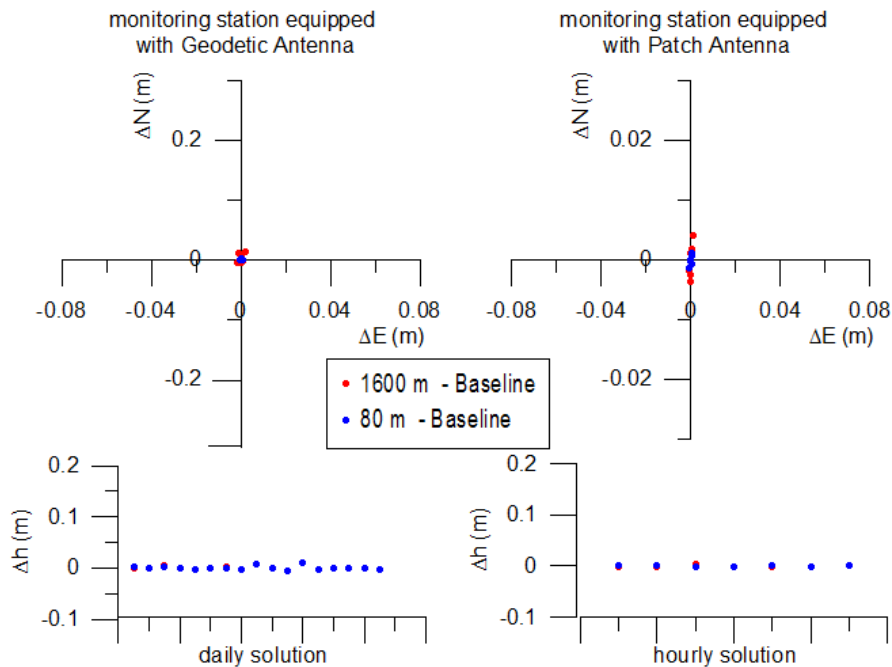 monitoring station equipped
with Geodetic Antenna
monitoring station equipped
with Patch Antenna
ΔN (m)
0.2
0
-0.2
-0.08
-0.04
0
0.04
0.08
ΔE (m)
ΔN (m)
0.02
0
-0.02
-0.08
-0.04
0
0.04
0.08
ΔE (m)
1600 m - Baseline
80 m - Baseline
Δh (m)
0.2
0.1
0
-0.1
daily solution
Δh (m)
0.2
0.1
0
-0.1
hourly solution